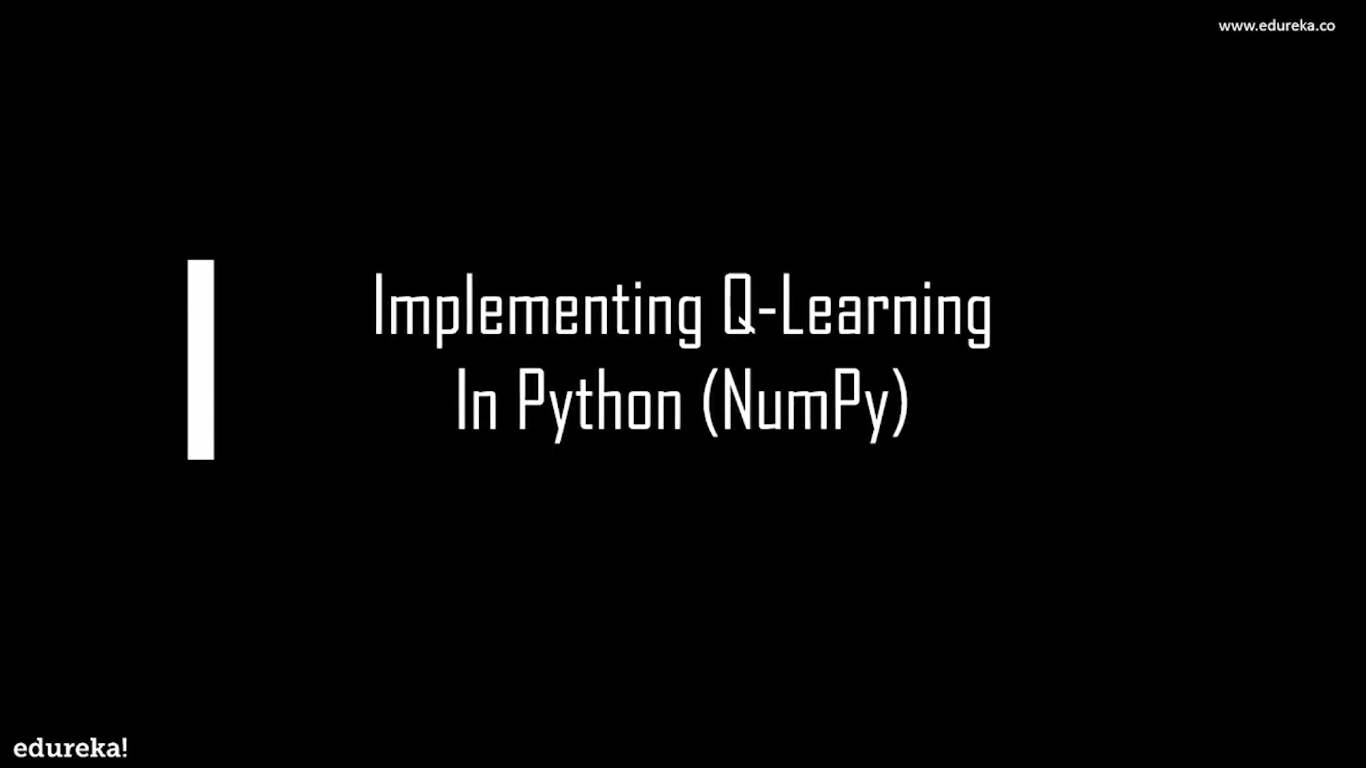 www.edureka.co
Implementing Q-Learning
In Python (NumPy)
edureka!